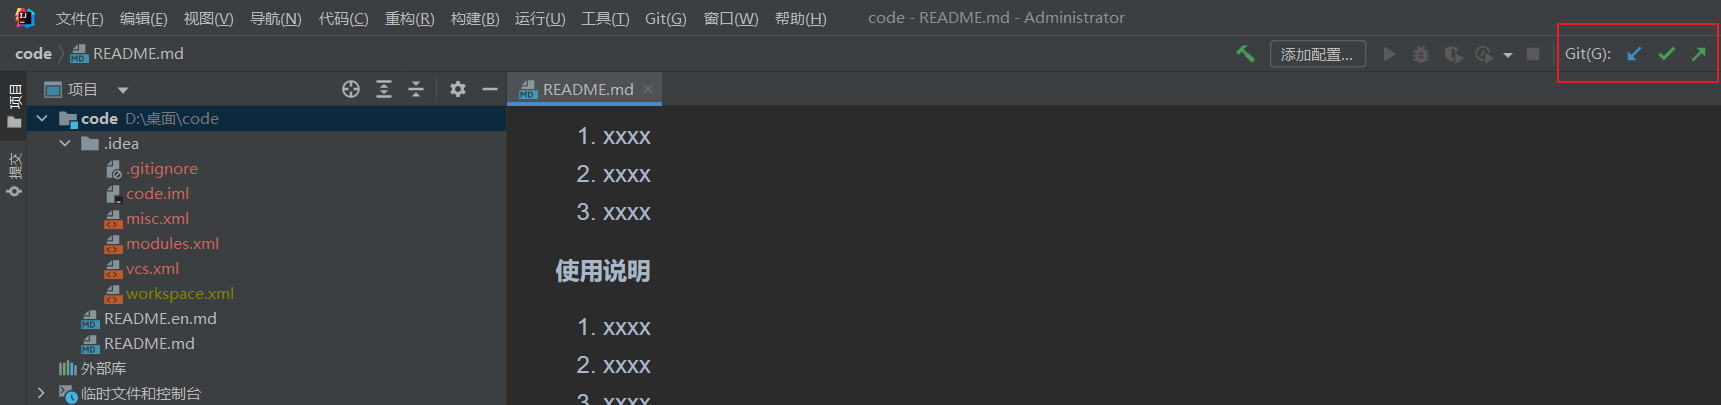 文件(F) 编辑(E) 视图(V) 导航(N) 代码(C) 重构(R) 构建(B) 运行(U) 工具(T) Git(G) 窗口(W) 帮助(H) code - README.md - Administrator
code README.md 添加配置... Git(G):
项目
提交
项目
code D:\桌面\code
.idea
.gitignore
code.iml
misc.xml
modules.xml
vcs.xml
workspace.xml
README.en.md
README.md
外部库
临时文件和控制台
README.md
1. xxxx
2. xxxx
3. xxxx
使用说明
1. xxxx
2. xxxx
3. xxxx